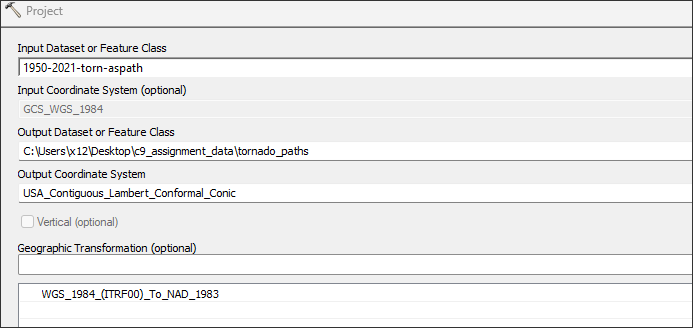 Project
Input Dataset or Feature Class
1950-2021-torn-aspath
Input Coordinate System (optional)
GCS_WGS_1984
Output Dataset or Feature Class
C:\Users\x12\Desktop\c9_assignment_data\tornado_paths
Output Coordinate System
USA_Contiguous_Lambert_Conformal_Conic
Vertical (optional)
Geographic Transformation (optional)
WGS_1984_(ITRF00)_To_NAD_1983